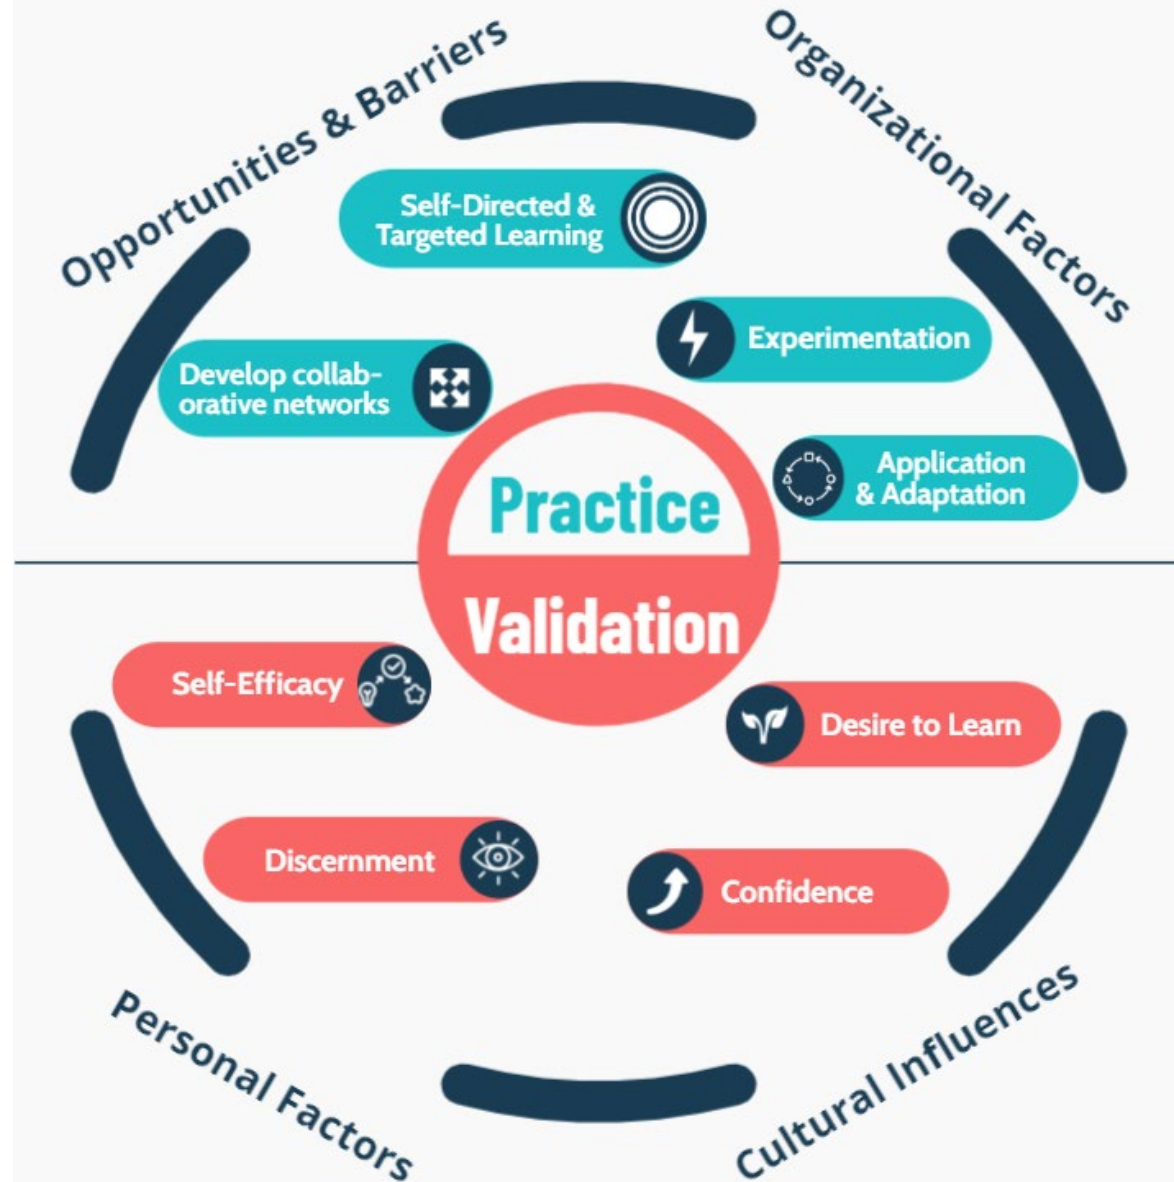 Opportunities & Barriers
Organizational Factors
Self-Directed &
Targeted Learning
Experimentation
Develop collab-
orative networks
Application
& Adaptation
Practice
Validation
Self-Efficacy
Desire to Learn
Discernment
Confidence
Personal Factors
Cultural Influences